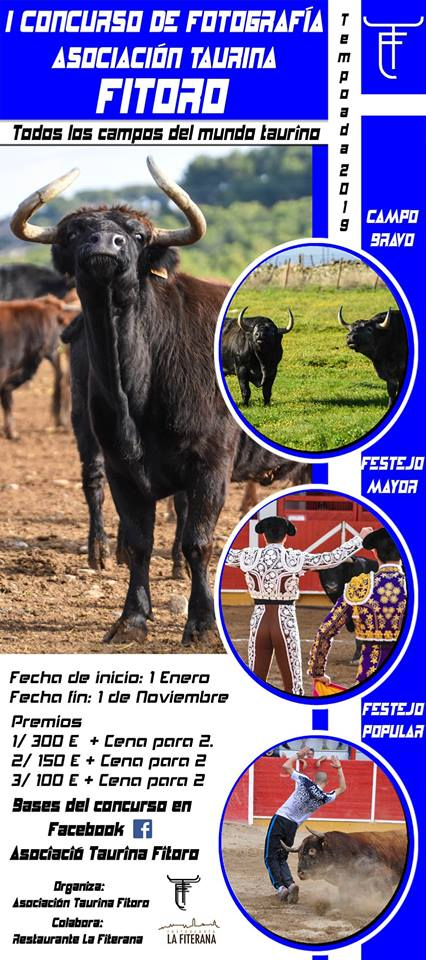 I CONCURSO DE FOTOGRAFÍA
ASOCIACIÓN TAURINA
FITORO
Todos los campos del mundo taurino
Tempoada 2019
CAMPO
BRAVO
FESTEJO
MAYOR
FESTEJO
POPULAR
Fecha de inicio: 1 Enero
Fecha fin: 1 de Noviembre
Premios
1/ 300 E + Cena para 2.
2/ 150 E + Cena para 2
3/ 100 E + Cena para 2
Bases del concurso en
Facebook f
Asociació Taurina Fitoro
Organiza:
Asociación Taurina Fitoro
Colabora:
Restaurante La Fiterana
LA FITERANA